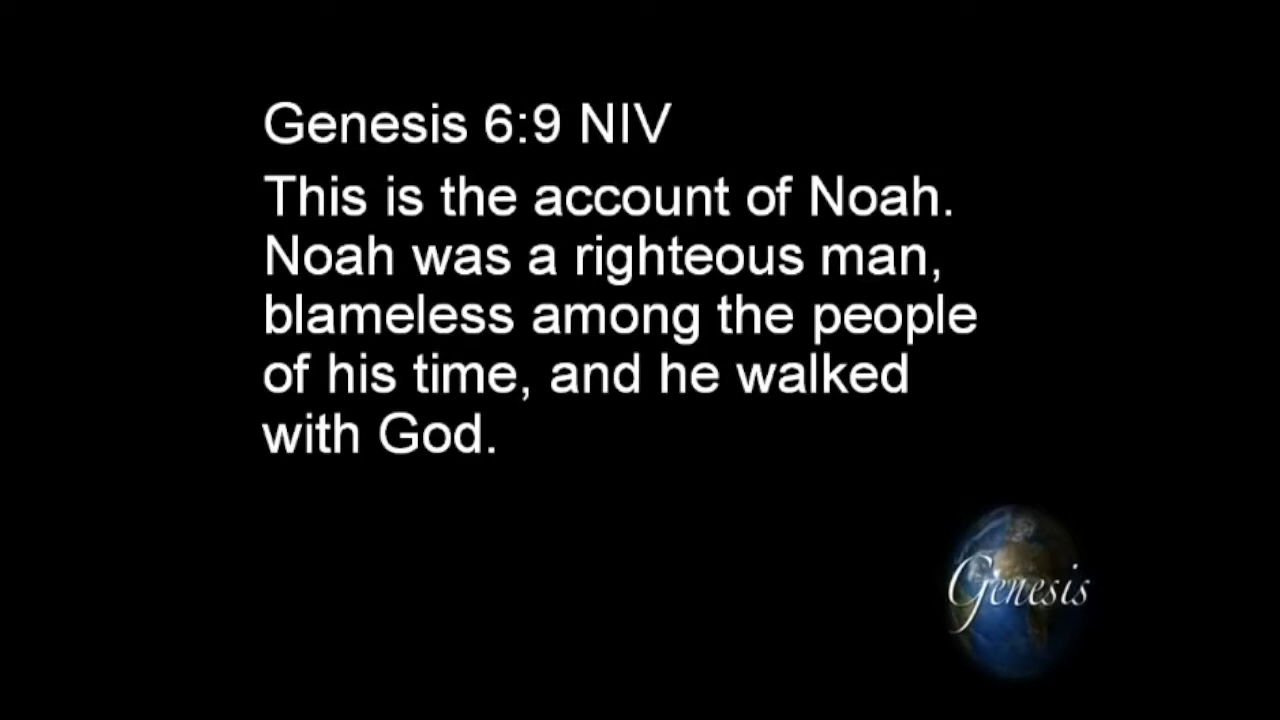 Genesis 6:9 NIV
This is the account of Noah.
Noah was a righteous man,
blameless among the people
of his time, and he walked
with God.
Genesis